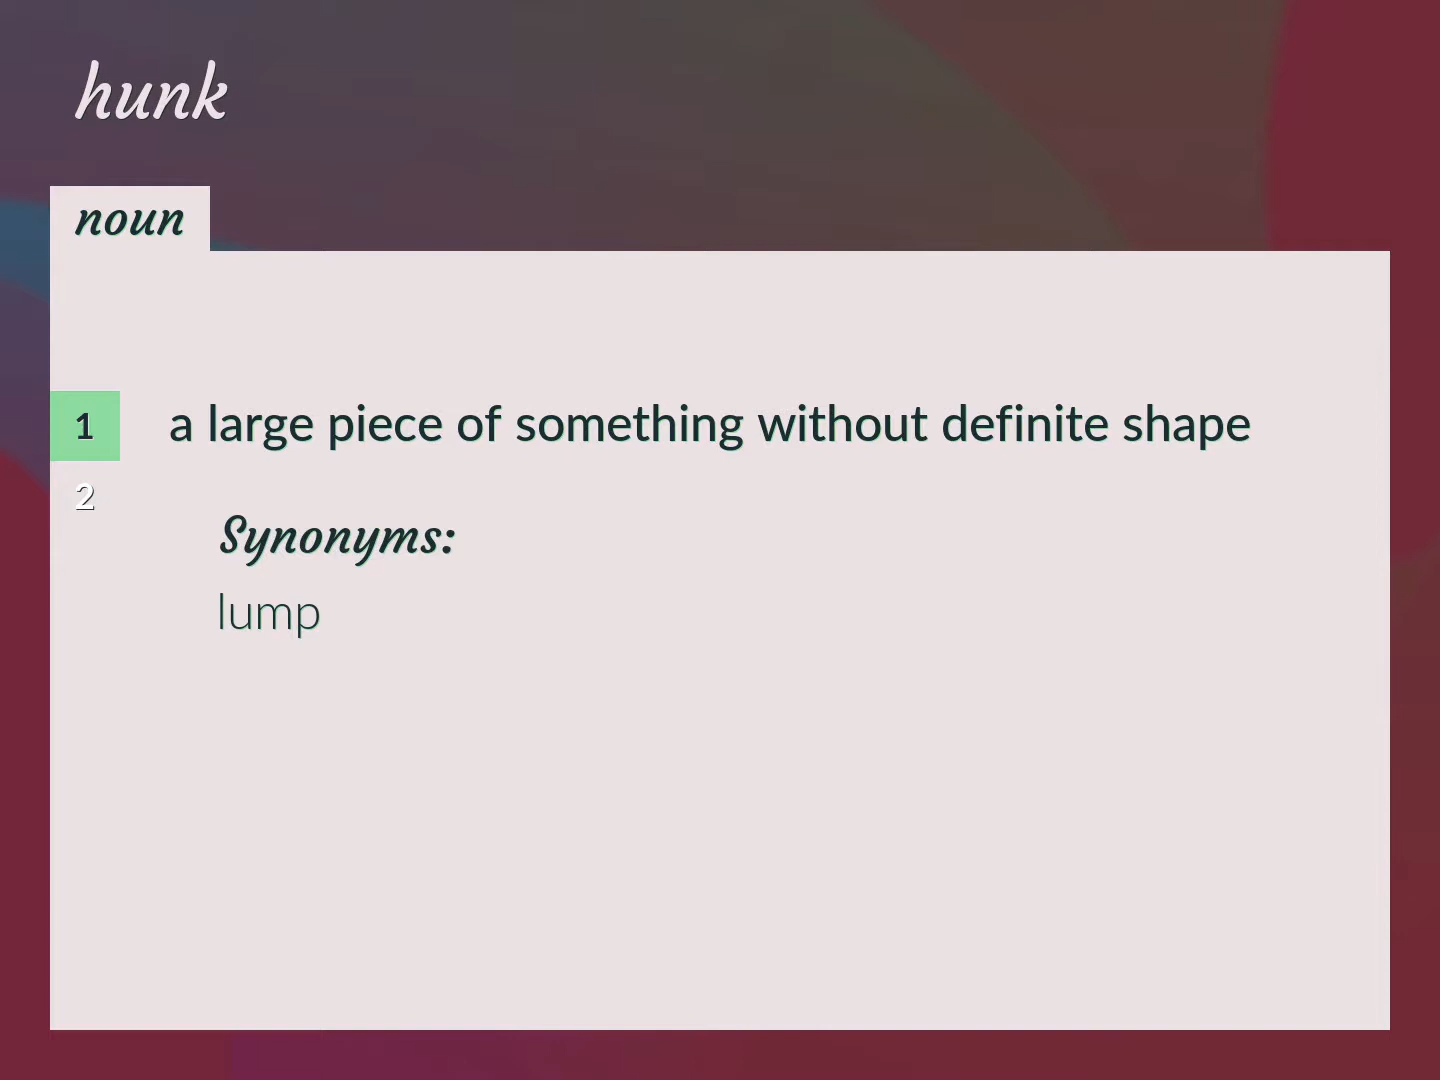 hunk
noun
1 a large piece of something without definite shape
2
Synonyms:
lump